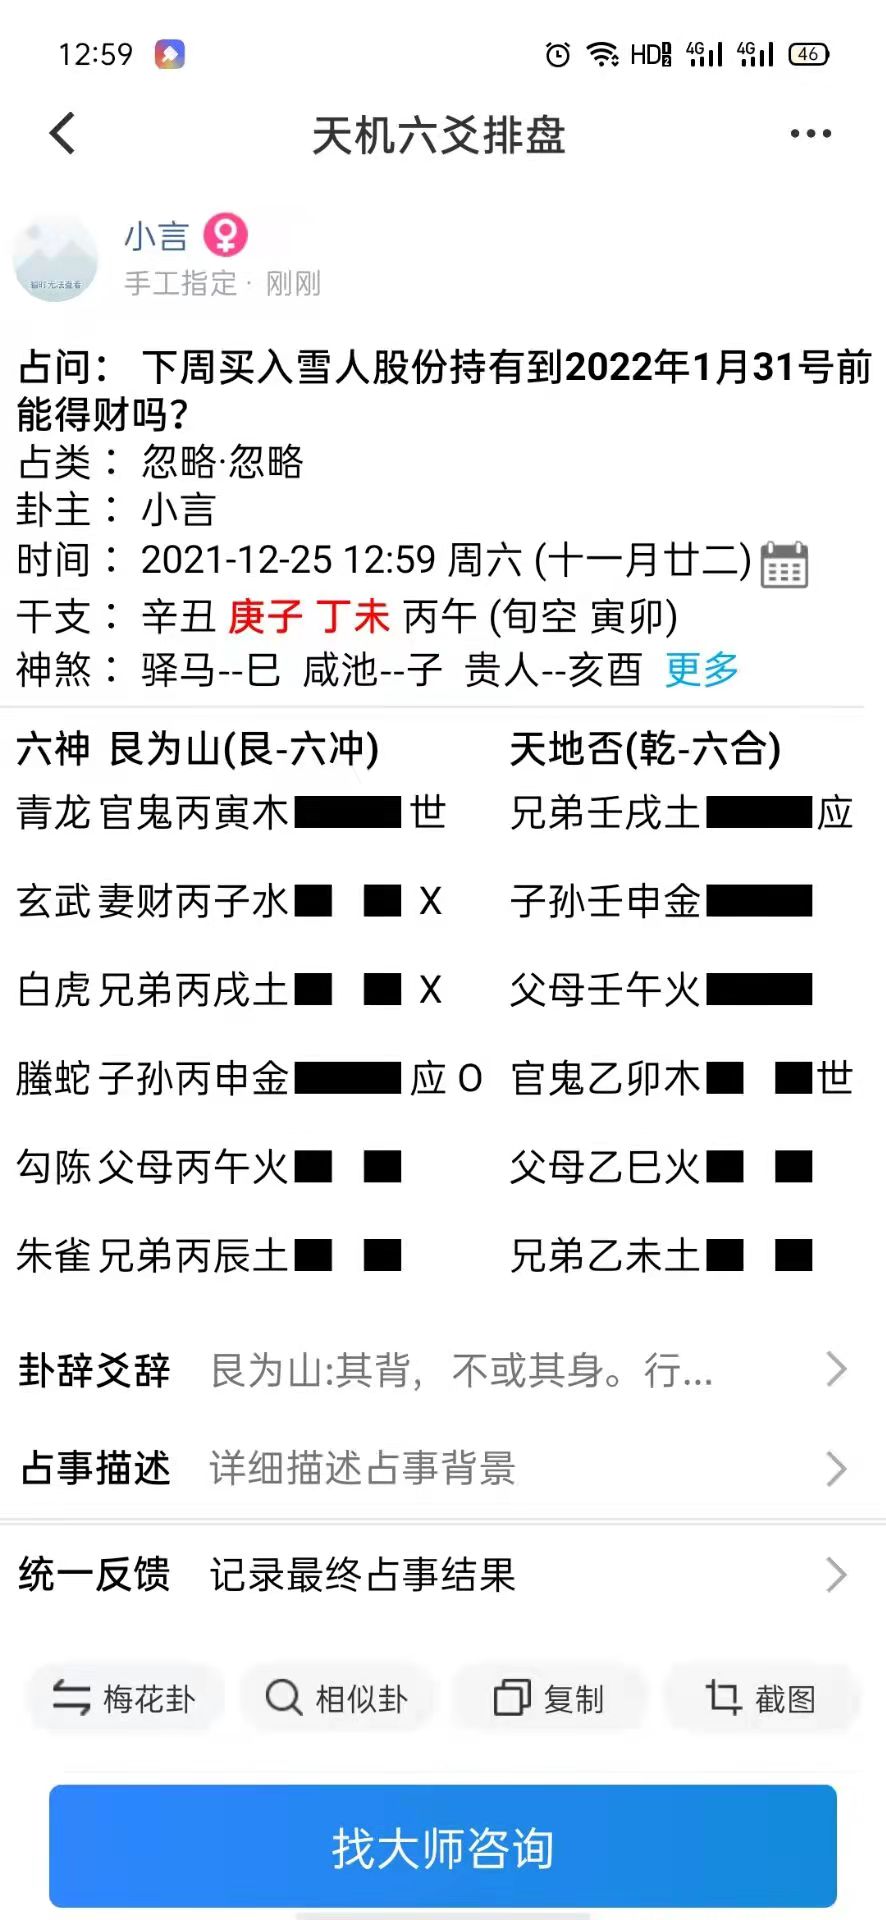 12:59 HD 4G 4G 46
天机六爻排盘
小言
暂时无法查看
手工指定· 刚刚
占问： 下周买入雪人股份持有到2022年1月31号前
能得财吗？
占类： 忽略·忽略
卦主： 小言
时间： 2021-12-25 12:59 周六 (十一月廿二)
干支： 辛丑 庚子 丁未 丙午 (旬空 寅卯)
神煞： 驿马--巳 咸池--子 贵人--亥酉 更多
六神 艮为山(艮-六冲) 天地否(乾-六合)
青龙 官鬼丙寅木 世 兄弟壬戌土 应
玄武 妻财丙子水 X 子孙壬申金
白虎 兄弟丙戌土 X 父母壬午火
螣蛇 子孙丙申金 应 O 官鬼乙卯木 世
勾陈 父母丙午火 父母乙巳火
朱雀 兄弟丙辰土 兄弟乙未土
卦辞爻辞 艮为山:其背，不或其身。行...
占事描述 详细描述占事背景
统一反馈 记录最终占事结果
梅花卦 相似卦 复制 截图
找大师咨询